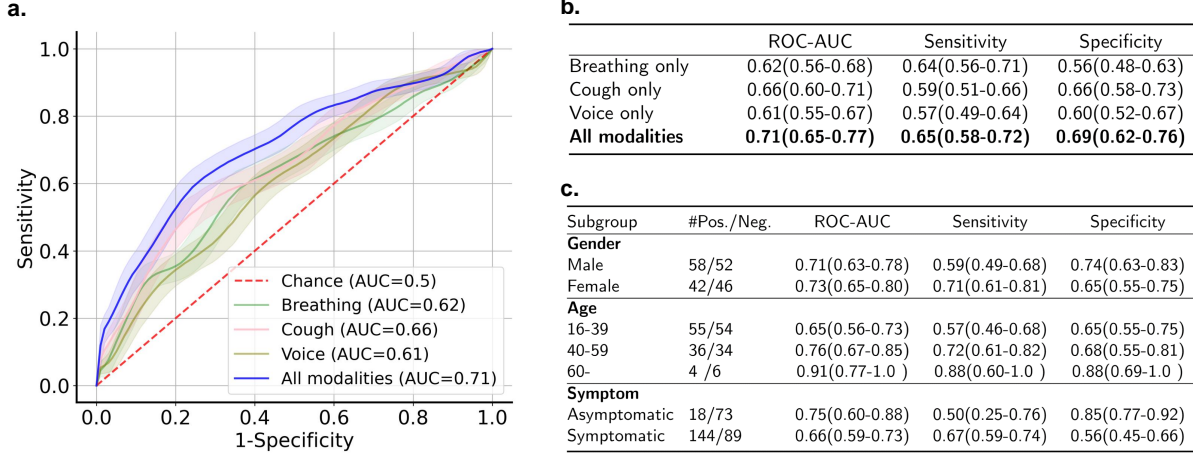 a.
1.0
0.8
0.6
0.4
0.2
0.0
Sensitivity
0.0 0.2 0.4 0.6 0.8 1.0
1-Specificity
Chance (AUC=0.5)
Breathing (AUC=0.62)
Cough (AUC=0.66)
Voice (AUC=0.61)
All modalities (AUC=0.71)
b.
ROC-AUC Sensitivity Specificity
Breathing only 0.62(0.56-0.68) 0.64(0.56-0.71) 0.56(0.48-0.63)
Cough only 0.66(0.60-0.71) 0.59(0.51-0.66) 0.66(0.58-0.73)
Voice only 0.61(0.55-0.67) 0.57(0.49-0.64) 0.60(0.52-0.67)
All modalities 0.71(0.65-0.77) 0.65(0.58-0.72) 0.69(0.62-0.76)
c.
Subgroup #Pos./Neg. ROC-AUC Sensitivity Specificity
Gender
Male 58/52 0.71(0.63-0.78) 0.59(0.49-0.68) 0.74(0.63-0.83)
Female 42/46 0.73(0.65-0.80) 0.71(0.61-0.81) 0.65(0.55-0.75)
Age
16-39 55/54 0.65(0.56-0.73) 0.57(0.46-0.68) 0.65(0.55-0.75)
40-59 36/34 0.76(0.67-0.85) 0.72(0.61-0.82) 0.68(0.55-0.81)
60- 4 /6 0.91(0.77-1.0 ) 0.88(0.60-1.0 ) 0.88(0.69-1.0 )
Symptom
Asymptomatic 18/73 0.75(0.60-0.88) 0.50(0.25-0.76) 0.85(0.77-0.92)
Symptomatic 144/89 0.66(0.59-0.73) 0.67(0.59-0.74) 0.56(0.45-0.66)